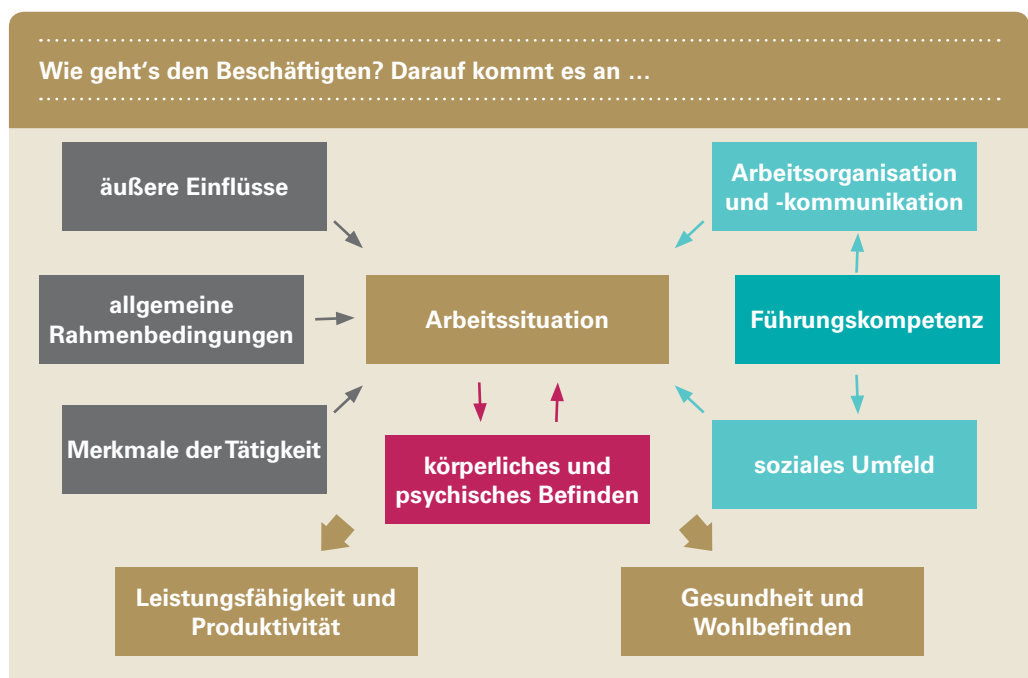 Wie geht‘s den Beschäftigten? Darauf kommt es an …
äußere Einflüsse
Arbeitsorganisation
und -kommunikation
allgemeine
Rahmenbedingungen
Arbeitssituation
Führungskompetenz
Merkmale der Tätigkeit
körperliches und
psychisches Befinden
soziales Umfeld
Leistungsfähigkeit und
Produktivität
Gesundheit und
Wohlbefinden